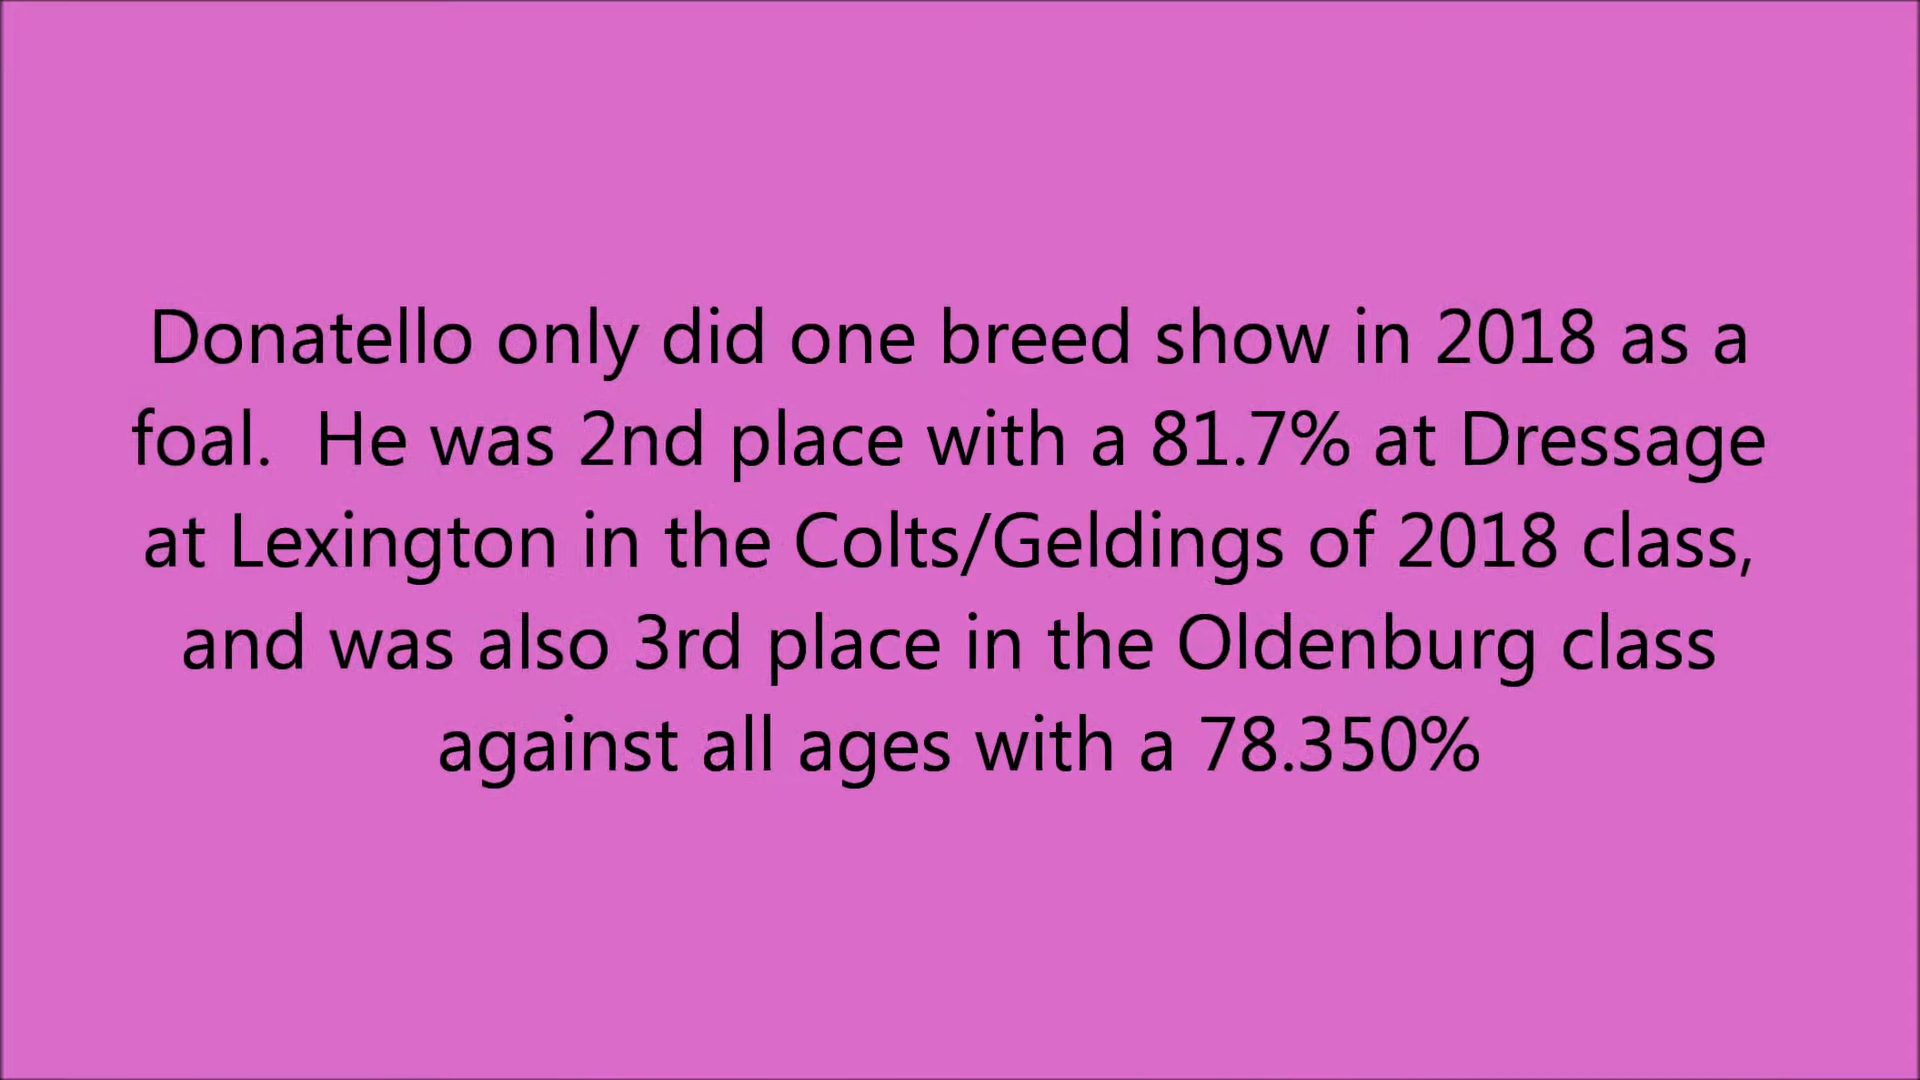 Donatello only did one breed show in 2018 as a
foal.  He was 2nd place with a 81.7% at Dressage
at Lexington in the Colts/Geldings of 2018 class,
and was also 3rd place in the Oldenburg class
against all ages with a 78.350%